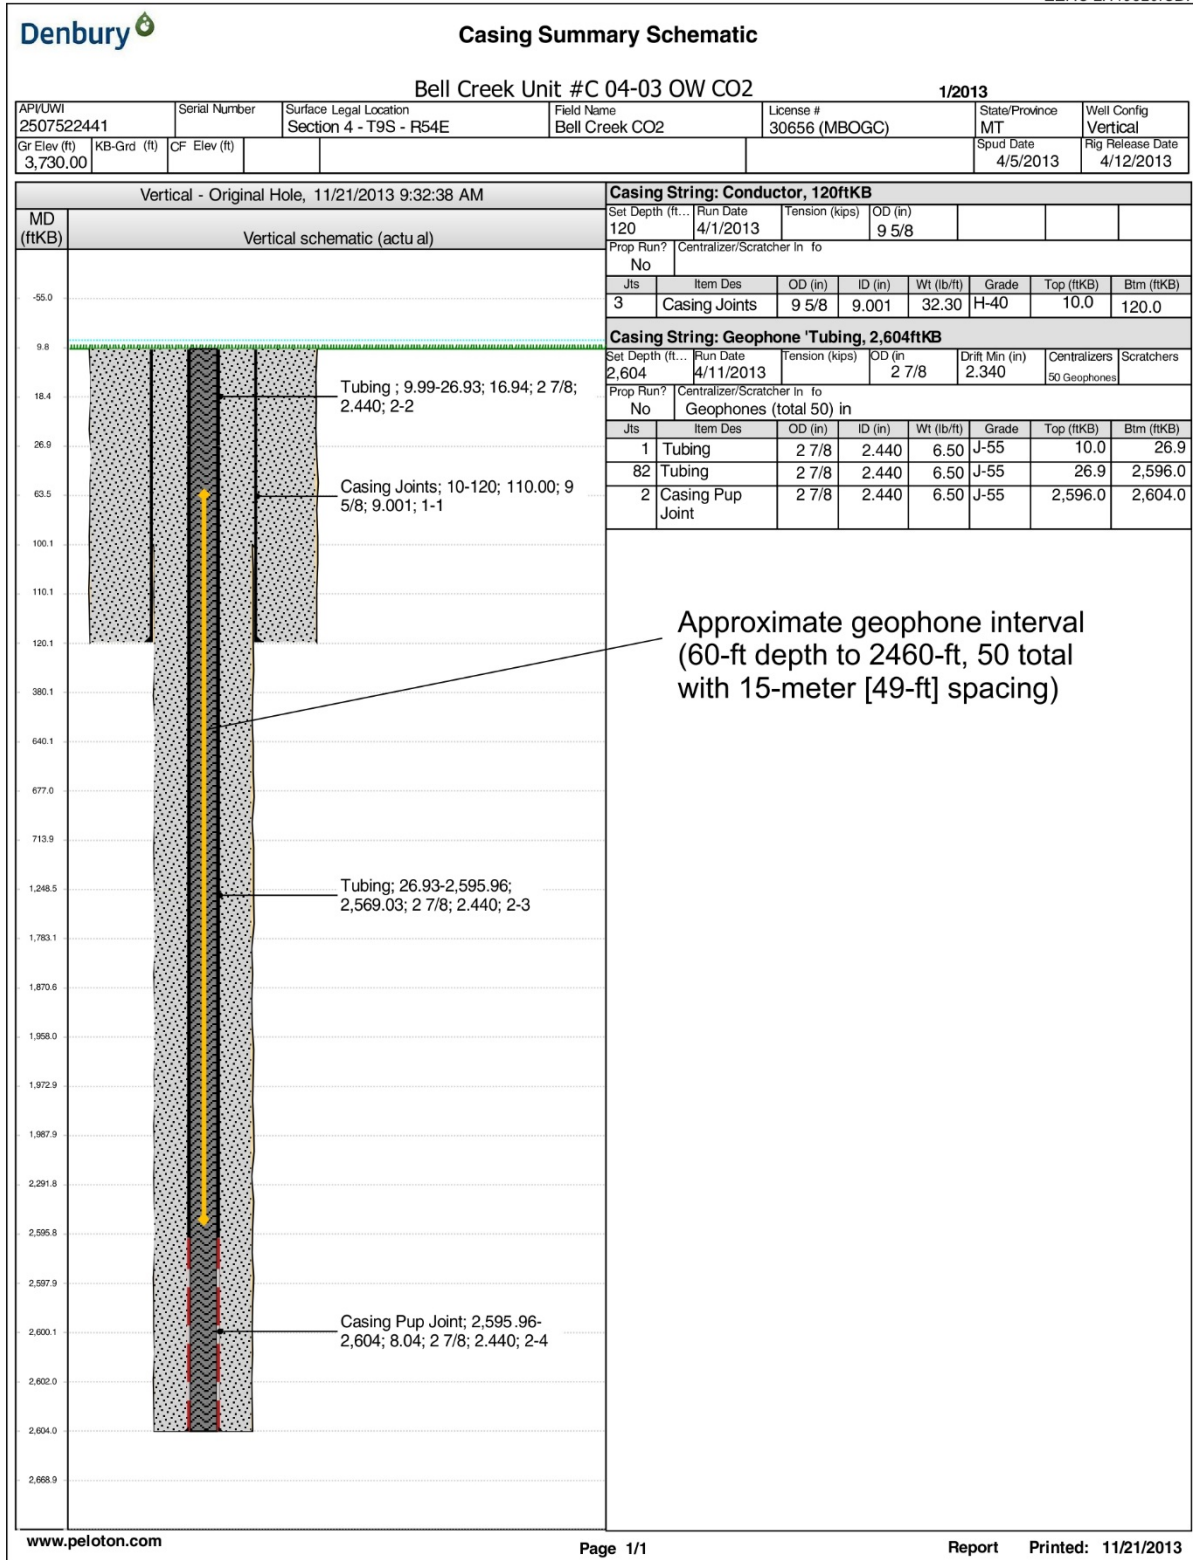 Denbury
Casing Summary Schematic
Bell Creek Unit #C 04-03 OW CO2 1/2013
API/UWI Serial Number Surface Legal Location Field Name License # State/Province Well Config
2507522441 Section 4 - T9S - R54E Bell Creek CO2 30656 (MBOGC) MT Vertical
Gr Elev (ft) KB-Grd (ft) CF Elev (ft) Spud Date Rig Release Date
3,730.00 4/5/2013 4/12/2013
Vertical - Original Hole, 11/21/2013 9:32:38 AM
MD
(ftKB) Vertical schematic (actu al)
-55.0
9.8
18.4
26.9
63.5
100.1
110.1
120.1
380.1
640.1
677.0
713.9
1,248.5
1,783.1
1,870.6
1,958.0
1,972.9
1,987.9
2,291.8
2,595.8
2,597.9
2,600.1
2,602.0
2,604.0
2,668.9
Tubing ; 9.99-26.93; 16.94; 2 7/8;
2.440; 2-2
Casing Joints; 10-120; 110.00; 9
5/8; 9.001; 1-1
Tubing; 26.93-2,595.96;
2,569.03; 2 7/8; 2.440; 2-3
Casing Pup Joint; 2,595.96-
2,604; 8.04; 2 7/8; 2.440; 2-4
Casing String: Conductor, 120ftKB
Set Depth (ft... Run Date Tension (kips) OD (in)
120 4/1/2013 9 5/8
Prop Run? Centralizer/Scratcher In fo
No
Jts Item Des OD (in) ID (in) Wt (lb/ft) Grade Top (ftKB) Btm (ftKB)
3 Casing Joints 9 5/8 9.001 32.30 H-40 10.0 120.0
Casing String: Geophone 'Tubing, 2,604ftKB
Set Depth (ft... Run Date Tension (kips) OD (in Drift Min (in) Centralizers Scratchers
2,604 4/11/2013 2 7/8 2.340 50 Geophones
Prop Run? Centralizer/Scratcher In fo
No Geophones (total 50) in
Jts Item Des OD (in) ID (in) Wt (lb/ft) Grade Top (ftKB) Btm (ftKB)
1 Tubing 2 7/8 2.440 6.50 J-55 10.0 26.9
82 Tubing 2 7/8 2.440 6.50 J-55 26.9 2,596.0
2 Casing Pup 2 7/8 2.440 6.50 J-55 2,596.0 2,604.0
Joint
Approximate geophone interval
(60-ft depth to 2460-ft, 50 total
with 15-meter [49-ft] spacing)
www.peloton.com Page 1/1 Report Printed: 11/21/2013